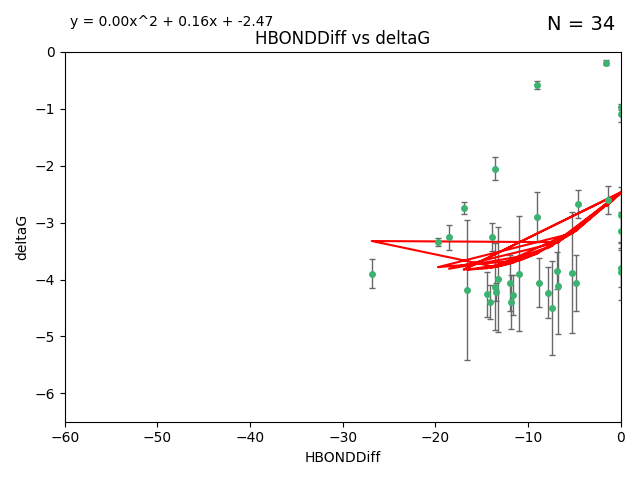 y = 0.00x^2 + 0.16x + -2.47
N = 34
HBONDDiff vs deltaG
0
−1
−2
−3
−4
−5
−6
deltaG
−60
−50
−40
−30
−20
−10
0
HBONDDiff